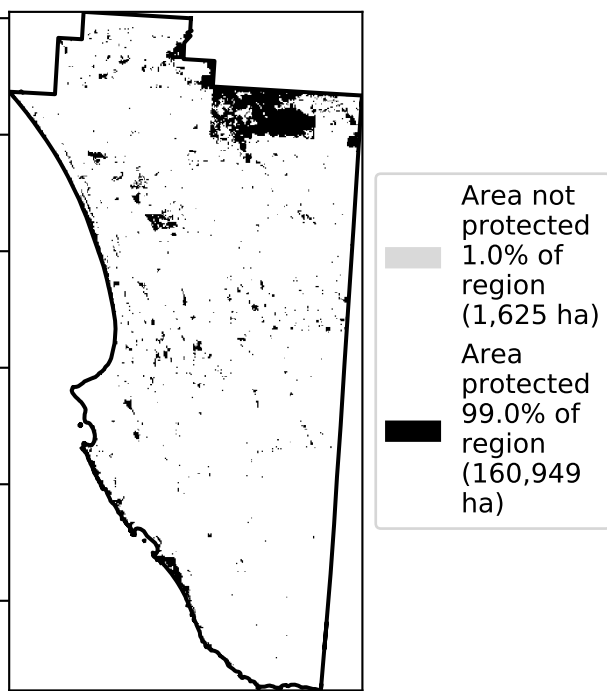 Area not
protected
1.0% of
region
(1,625 ha)
Area
protected
99.0% of
region
(160,949
ha)